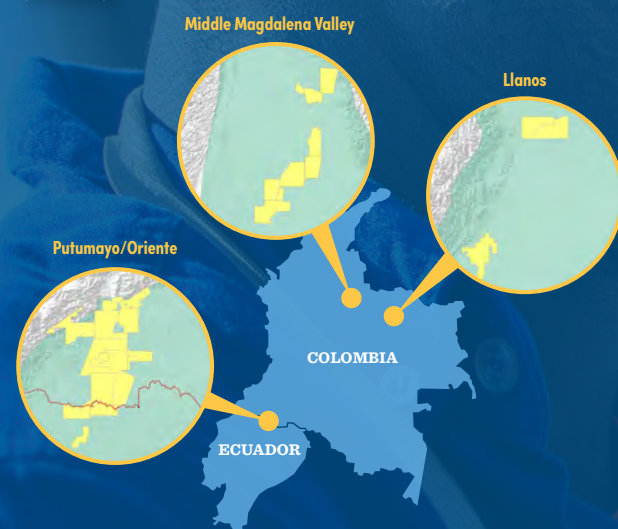 Middle Magdalena Valley
Llanos
Putumayo/Oriente
COLOMBIA
ECUADOR